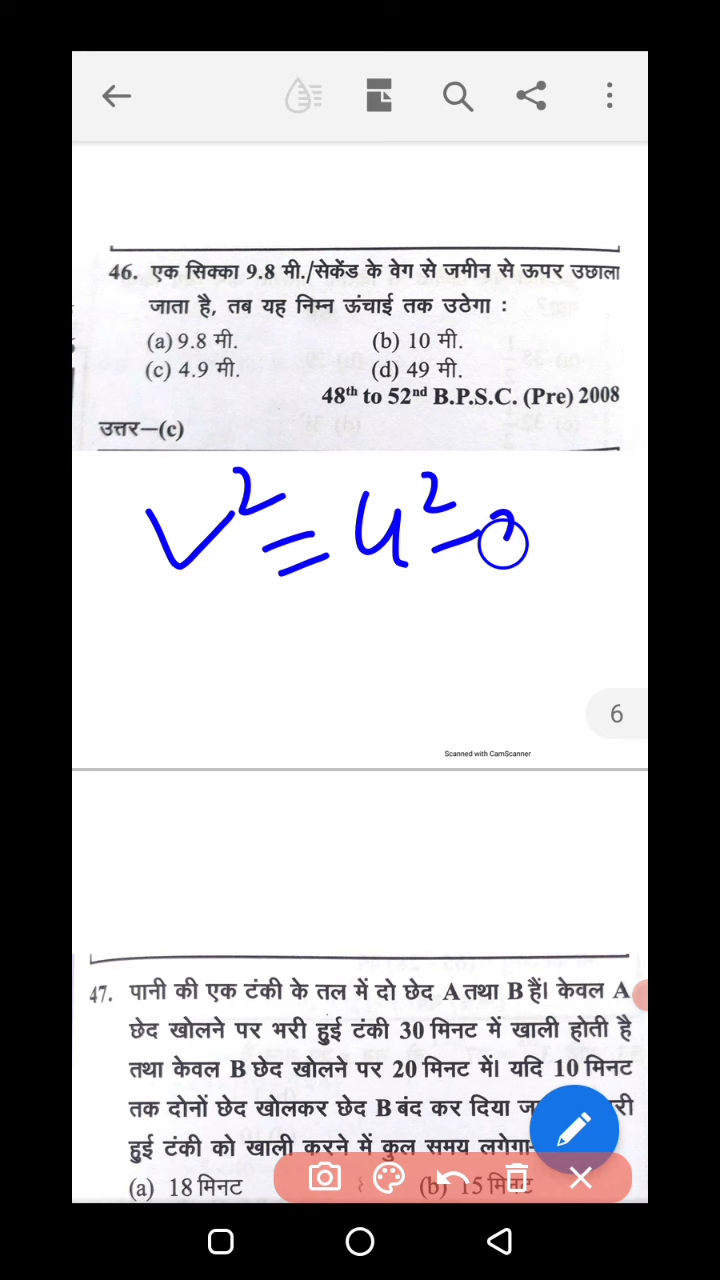 46. एक सिक्का 9.8 मी./सेकेंड के वेग से जमीन से ऊपर उछाला
जाता है, तब यह निम्न ऊंचाई तक उठेगा :
(a) 9.8 मी. (b) 10 मी.
(c) 4.9 मी. (d) 49 मी.
48th to 52nd B.P.S.C. (Pre) 2008
उत्तर—(c)
v² = u² -
6
Scanned with CamScanner
47. पानी की एक टंकी के तल में दो छेद A तथा B हैं। केवल A
छेद खोलने पर भरी हुई टंकी 30 मिनट में खाली होती है
तथा केवल B छेद खोलने पर 20 मिनट में। यदि 10 मिनट
तक दोनों छेद खोलकर छेद B बंद कर दिया
हुई टंकी को खाली करने में कुल समय लगेगा—
(a) 18 मिनट (b) 15 मिनट